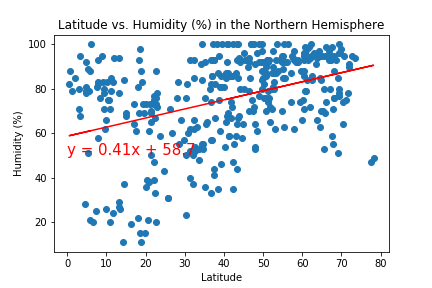 Latitude vs. Humidity (%) in the Northern Hemisphere
Humidity (%)
100
80
60
40
20
y = 0.41x + 58.7
0 10 20 30 40 50 60 70 80
Latitude